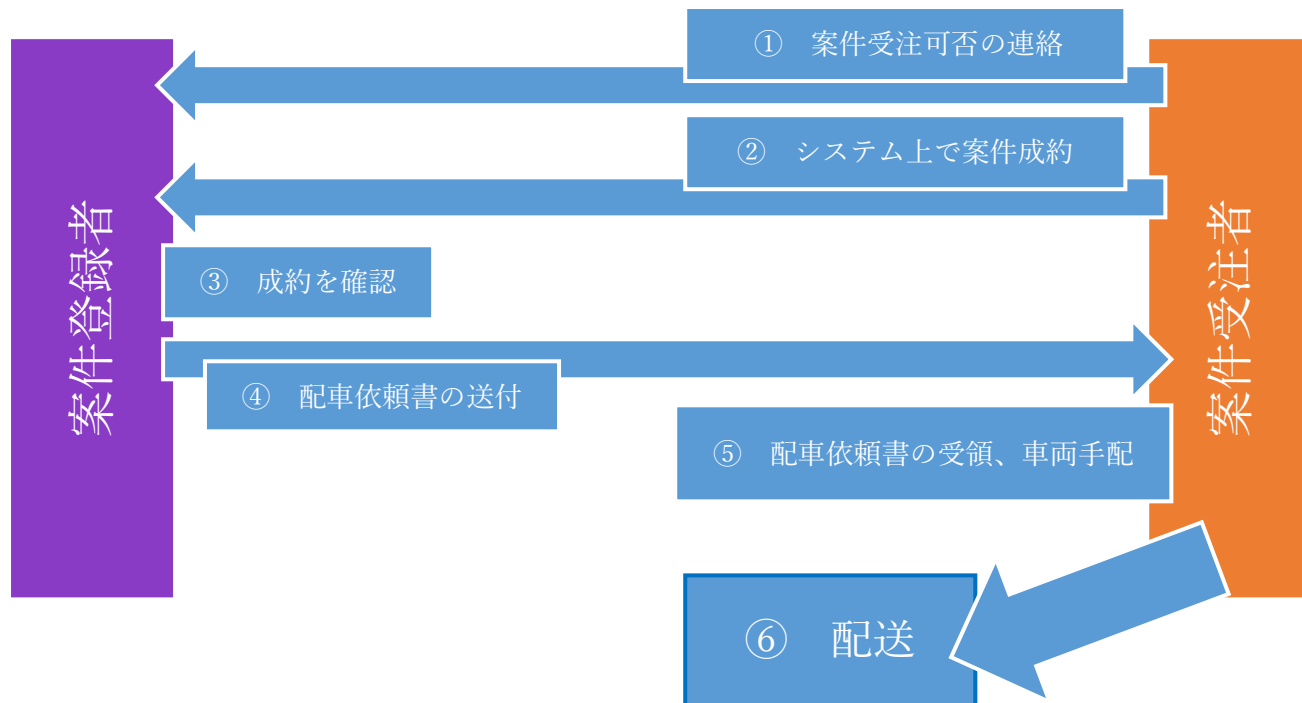 ① 案件受注可否の連絡
② システム上で案件成約
案件登録者
案件受注者
③ 成約を確認
④ 配車依頼書の送付
⑤ 配車依頼書の受領、車両手配
⑥ 配送